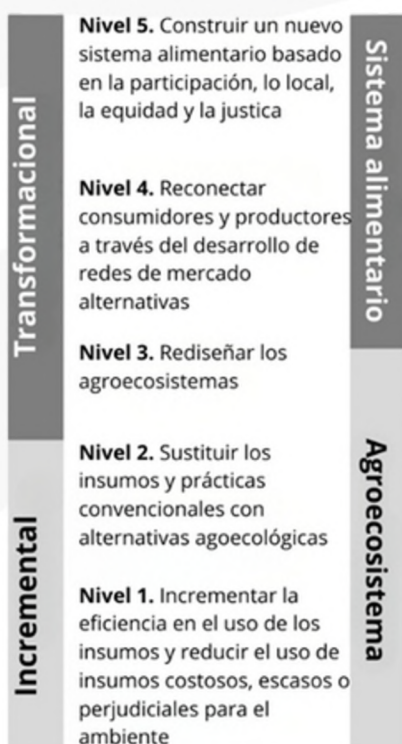 Transformacional
Incremental
Nivel 5. Construir un nuevo
sistema alimentario basado
en la participación, lo local,
la equidad y la justica
Nivel 4. Reconectar
consumidores y productores
a través del desarrollo de
redes de mercado
alternativas
Nivel 3. Rediseñar los
agroecosistemas
Nivel 2. Sustituir los
insumos y prácticas
convencionales con
alternativas agoecológicas
Nivel 1. Incrementar la
eficiencia en el uso de los
insumos y reducir el uso de
insumos costosos, escasos o
perjudiciales para el
ambiente
Sistema alimentario
Agroecosistema